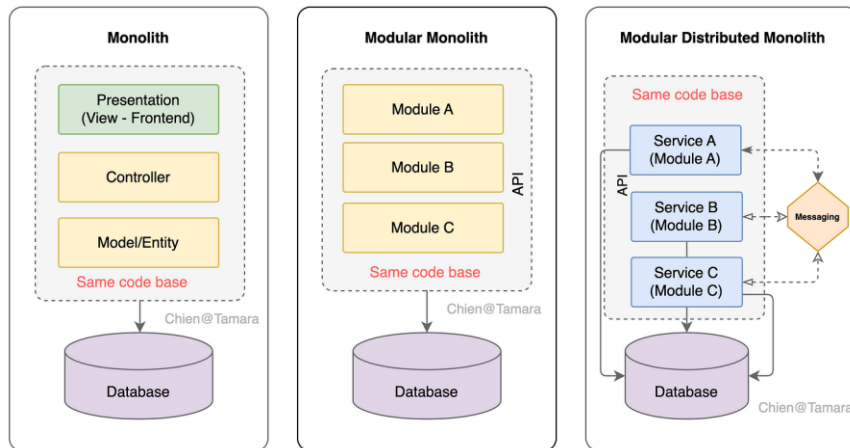 Monolith
Presentation
(View - Frontend)
Controller
Model/Entity
Same code base
Chien@Tamara
Database
Modular Monolith
Module A
Module B
Module C
API
Same code base
Chien@Tamara
Database
Modular Distributed Monolith
Same code base
Service A
(Module A)
API
Service B
(Module B)
Messaging
Service C
(Module C)
Database
Chien@Tamara